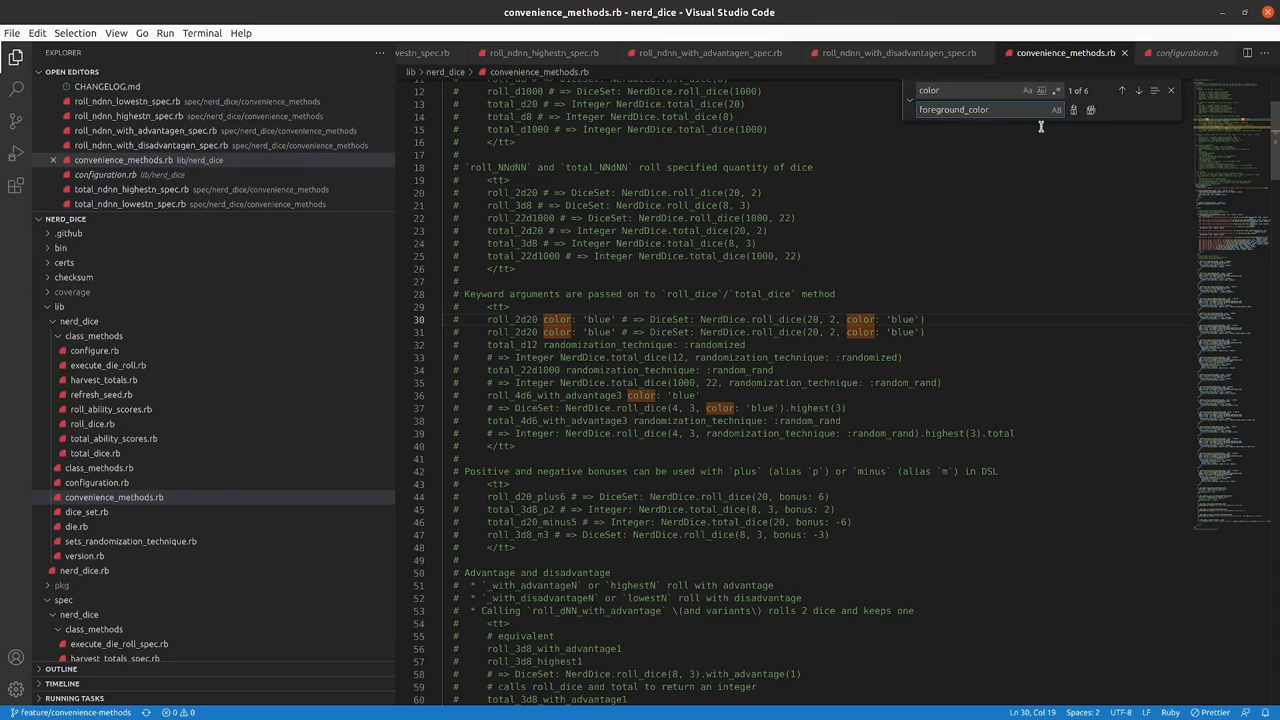 convenience_methods.rb - nerd_dice - Visual Studio Code
File Edit Selection View Go Run Terminal Help
EXPLORER
OPEN EDITORS
CHANGELOG.md
roll_ndnn_lowestn_spec.rb spec/nerd_dice/convenience_methods
roll_ndnn_highestn_spec.rb spec/nerd_dice/convenience_methods
roll_ndnn_with_advantagen_spec.rb spec/nerd_dice/convenience_methods
roll_ndnn_with_disadvantagen_spec.rb spec/nerd_dice/convenience_methods
convenience_methods.rb lib/nerd_dice
configuration.rb lib/nerd_dice
total_ndnn_highestn_spec.rb spec/nerd_dice/convenience_methods
total_ndnn_lowestn_spec.rb spec/nerd_dice/convenience_methods
NERD_DICE
.github
bin
certs
checksum
coverage
lib
nerd_dice
class_methods
configure.rb
execute_die_roll.rb
harvest_totals.rb
refresh_seed.rb
roll_ability_scores.rb
roll_dice.rb
total_ability_scores.rb
total_dice.rb
class_methods.rb
configuration.rb
convenience_methods.rb
dice_set.rb
die.rb
sets_randomization_technique.rb
version.rb
nerd_dice.rb
pkg
spec
nerd_dice
class_methods
execute_die_roll_spec.rb
harvest_totals_spec.rb
OUTLINE
TIMELINE
RUNNING TASKS
westn_spec.rb roll_ndnn_highestn_spec.rb roll_ndnn_with_advantagen_spec.rb roll_ndnn_with_disadvantagen_spec.rb convenience_methods.rb configuration.rb
lib nerd_dice convenience_methods.rb
color Aa ab 1 of 6
foreground_color AB
12 # roll_d1000 # => DiceSet: NerdDice.roll_dice(1000)
13 # total_d20 # => Integer NerdDice.total_dice(20)
14 # total_d8 # => Integer NerdDice.total_dice(8)
15 # total_d1000 # => Integer NerdDice.total_dice(1000)
16 # </tt>
17 #
18 # `roll_NNdNN` and `total_NNdNN` roll specified quantity of dice
19 # <tt>
20 # roll_2d20 # => DiceSet: NerdDice.roll_dice(20, 2)
21 # roll_3d8 # => DiceSet: NerdDice.roll_dice(8, 3)
22 # roll_22d1000 # => DiceSet: NerdDice.roll_dice(1000, 22)
23 # total_2d20 # => Integer NerdDice.total_dice(20, 2)
24 # total_3d8 # => Integer NerdDice.total_dice(8, 3)
25 # total_22d1000 # => Integer NerdDice.total_dice(1000, 22)
26 # </tt>
27 #
28 # Keyword arguments are passed on to `roll_dice`/`total_dice` method
29 # <tt>
30 # roll_2d20 color: 'blue' # => DiceSet: NerdDice.roll_dice(20, 2, color: 'blue')
31 # roll_2d20 color: 'blue' # => DiceSet: NerdDice.roll_dice(20, 2, color: 'blue')
32 # total_d12 randomization_technique: :randomized
33 # # => Integer NerdDice.total_dice(12, randomization_technique: :randomized)
34 # total_22d1000 randomization_technique: :random_rand
35 # # => Integer NerdDice.total_dice(1000, 22, randomization_technique: :random_rand)
36 # roll_4d6_with_advantage3 color: 'blue'
37 # # => DiceSet: NerdDice.roll_dice(4, 3, color: 'blue').highest(3)
38 # total_4d6_with_advantage3 randomization_technique: :random_rand
39 # # => Integer: NerdDice.roll_dice(4, 3, randomization_technique: :random_rand).highest(3).total
40 # </tt>
41 #
42 # Positive and negative bonuses can be used with `plus` (alias `p`) or `minus` (alias `m`) in DSL
43 # <tt>
44 # roll_d20_plus6 # => DiceSet: NerdDice.roll_dice(20, bonus: 6)
45 # total_3d8_p2 # => Integer: NerdDice.total_dice(8, 3, bonus: 2)
46 # total_d20_minus5 # => Integer: NerdDice.total_dice(20, bonus: -6)
47 # roll_3d8_m3 # => DiceSet: NerdDice.roll_dice(8, 3, bonus: -3)
48 # </tt>
49 #
50 # Advantage and disadvantage
51 # * `_with_advantageN` or `highestN` roll with advantage
52 # * `_with_disadvantageN` or `lowestN` roll with disadvantage
53 # * Calling `roll_dNN_with_advantage` \(and variants\) rolls 2 dice and keeps one
54 # <tt>
55 # # equivalent
56 # roll_3d8_with_advantage1
57 # roll_3d8_highest1
58 # # => DiceSet: NerdDice.roll_dice(8, 3).with_advantage(1)
59 # # calls roll_dice and total to return an integer
60 # total_3d8_with_advantage1
feature/convenience-methods 0 0 Ln 30, Col 19 Spaces: 2 UTF-8 LF Ruby Prettier